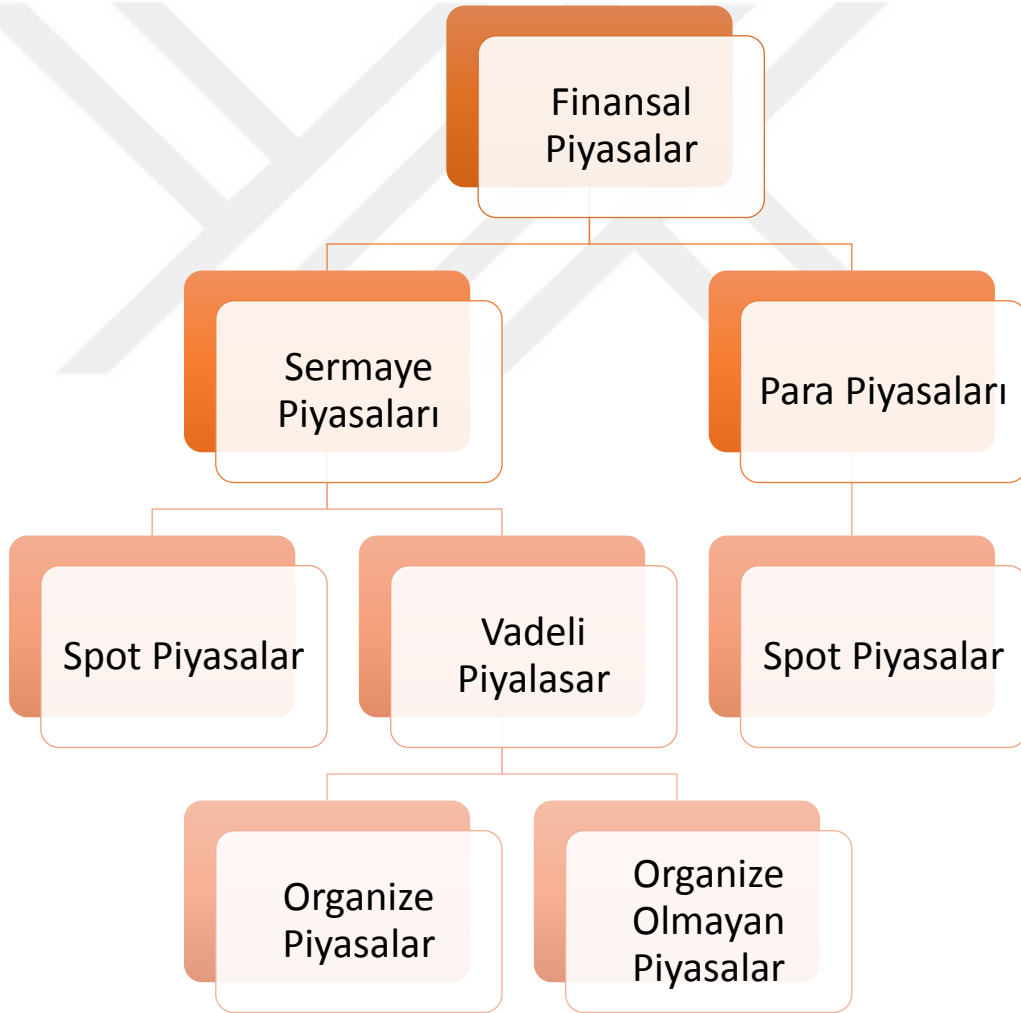 Finansal
Piyasalar
Sermaye
Piyasaları
Para Piyasaları
Spot Piyasalar
Vadeli
Piyalasar
Spot Piyasalar
Organize
Piyasalar
Organize
Olmayan
Piyasalar